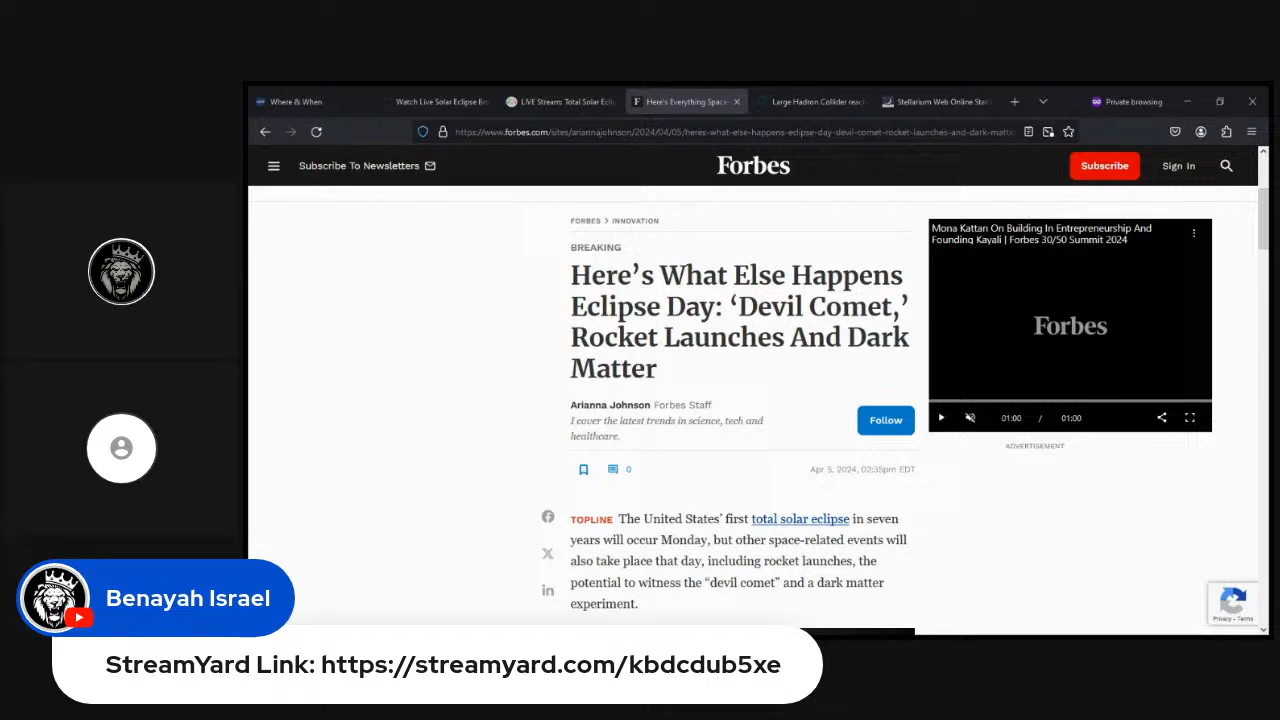 Where & When
Watch Live Solar Eclipse Br
LIVE Stream: Total Solar Ecli
Here's Everything Space-
Large Hadron Collider reac
Stellarium Web Online Star
Private browsing
https://www.forbes.com/sites/ariannajohnson/2024/04/05/heres-what-else-happens-eclipse-day-devil-comet-rocket-launches-and-dark-matte
Subscribe To Newsletters
Forbes
Subscribe
Sign In
FORBES > INNOVATION
BREAKING
Here's What Else Happens
Eclipse Day: 'Devil Comet,'
Rocket Launches And Dark
Matter
Arianna Johnson Forbes Staff
I cover the latest trends in science, tech and
healthcare.
Follow
0
Apr 5, 2024, 02:35pm EDT
TOPLINE The United States' first total solar eclipse in seven
years will occur Monday, but other space-related events will
also take place that day, including rocket launches, the
potential to witness the "devil comet" and a dark matter
experiment.
Mona Kattan On Building In Entrepreneurship And
Founding Kayali | Forbes 30/50 Summit 2024
Forbes
01:00 / 01:00
ADVERTISEMENT
Privacy - Terms
Benayah Israel
StreamYard Link: https://streamyard.com/kbdcdub5xe